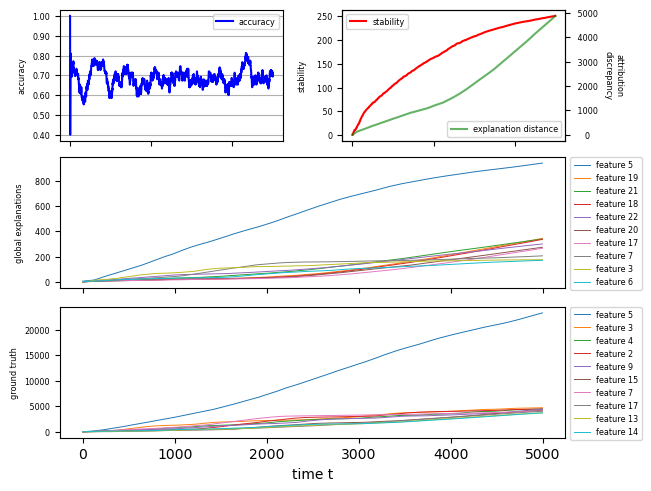 accuracy
1.00
0.90
0.80
0.70
0.60
0.50
0.40
accuracy
stability
250
200
150
100
50
0
stability
explanation distance
5000
4000
3000
2000
1000
0
attribution
discrepancy
global explanations
800
600
400
200
0
feature 5
feature 19
feature 21
feature 18
feature 22
feature 20
feature 17
feature 7
feature 3
feature 6
ground truth
20000
15000
10000
5000
0
feature 5
feature 3
feature 4
feature 2
feature 9
feature 15
feature 7
feature 17
feature 13
feature 14
0
1000
2000
3000
4000
5000
time t